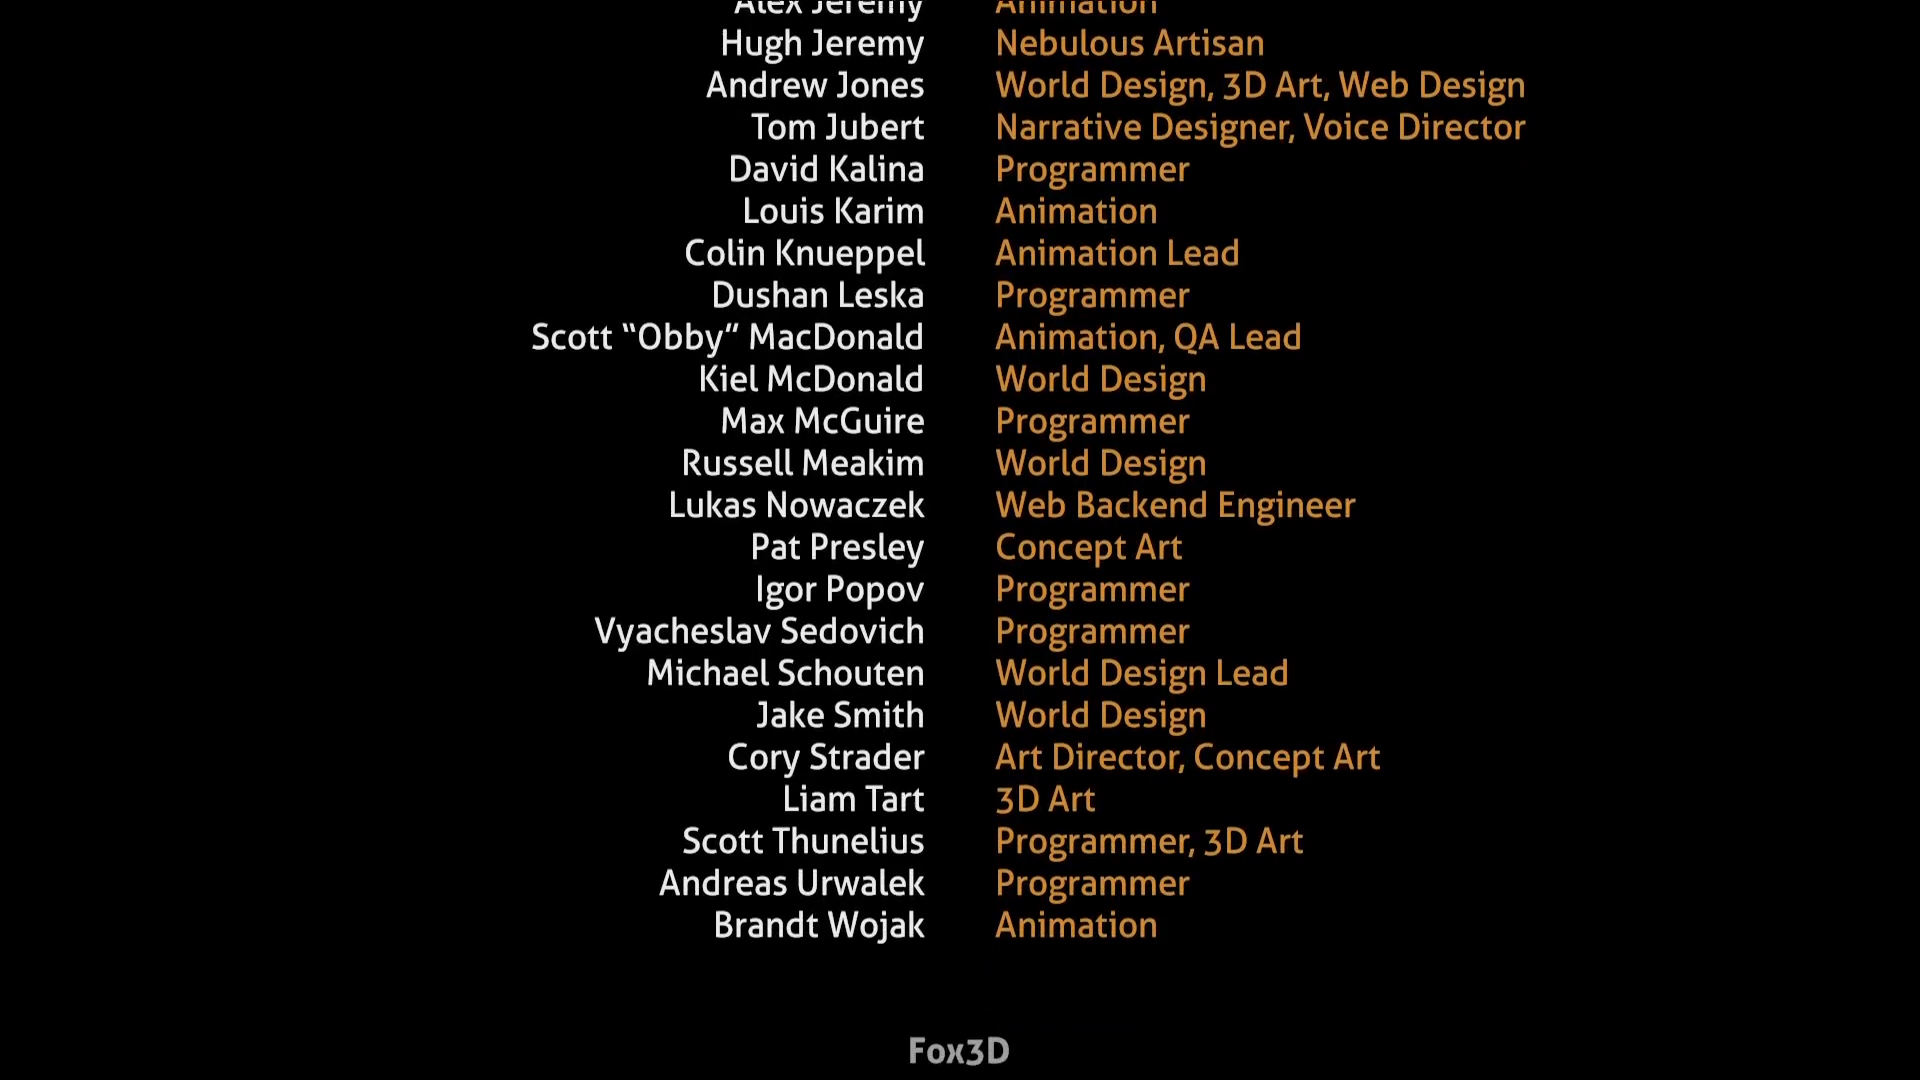 Alex Jeremy Animation
Hugh Jeremy Nebulous Artisan
Andrew Jones World Design, 3D Art, Web Design
Tom Jubert Narrative Designer, Voice Director
David Kalina Programmer
Louis Karim Animation
Colin Knueppel Animation Lead
Dushan Leska Programmer
Scott “Obby” MacDonald Animation, QA Lead
Kiel McDonald World Design
Max McGuire Programmer
Russell Meakim World Design
Lukas Nowaczek Web Backend Engineer
Pat Presley Concept Art
Igor Popov Programmer
Vyacheslav Sedovich Programmer
Michael Schouten World Design Lead
Jake Smith World Design
Cory Strader Art Director, Concept Art
Liam Tart 3D Art
Scott Thunelius Programmer, 3D Art
Andreas Urwalek Programmer
Brandt Wojak Animation
Fox3D